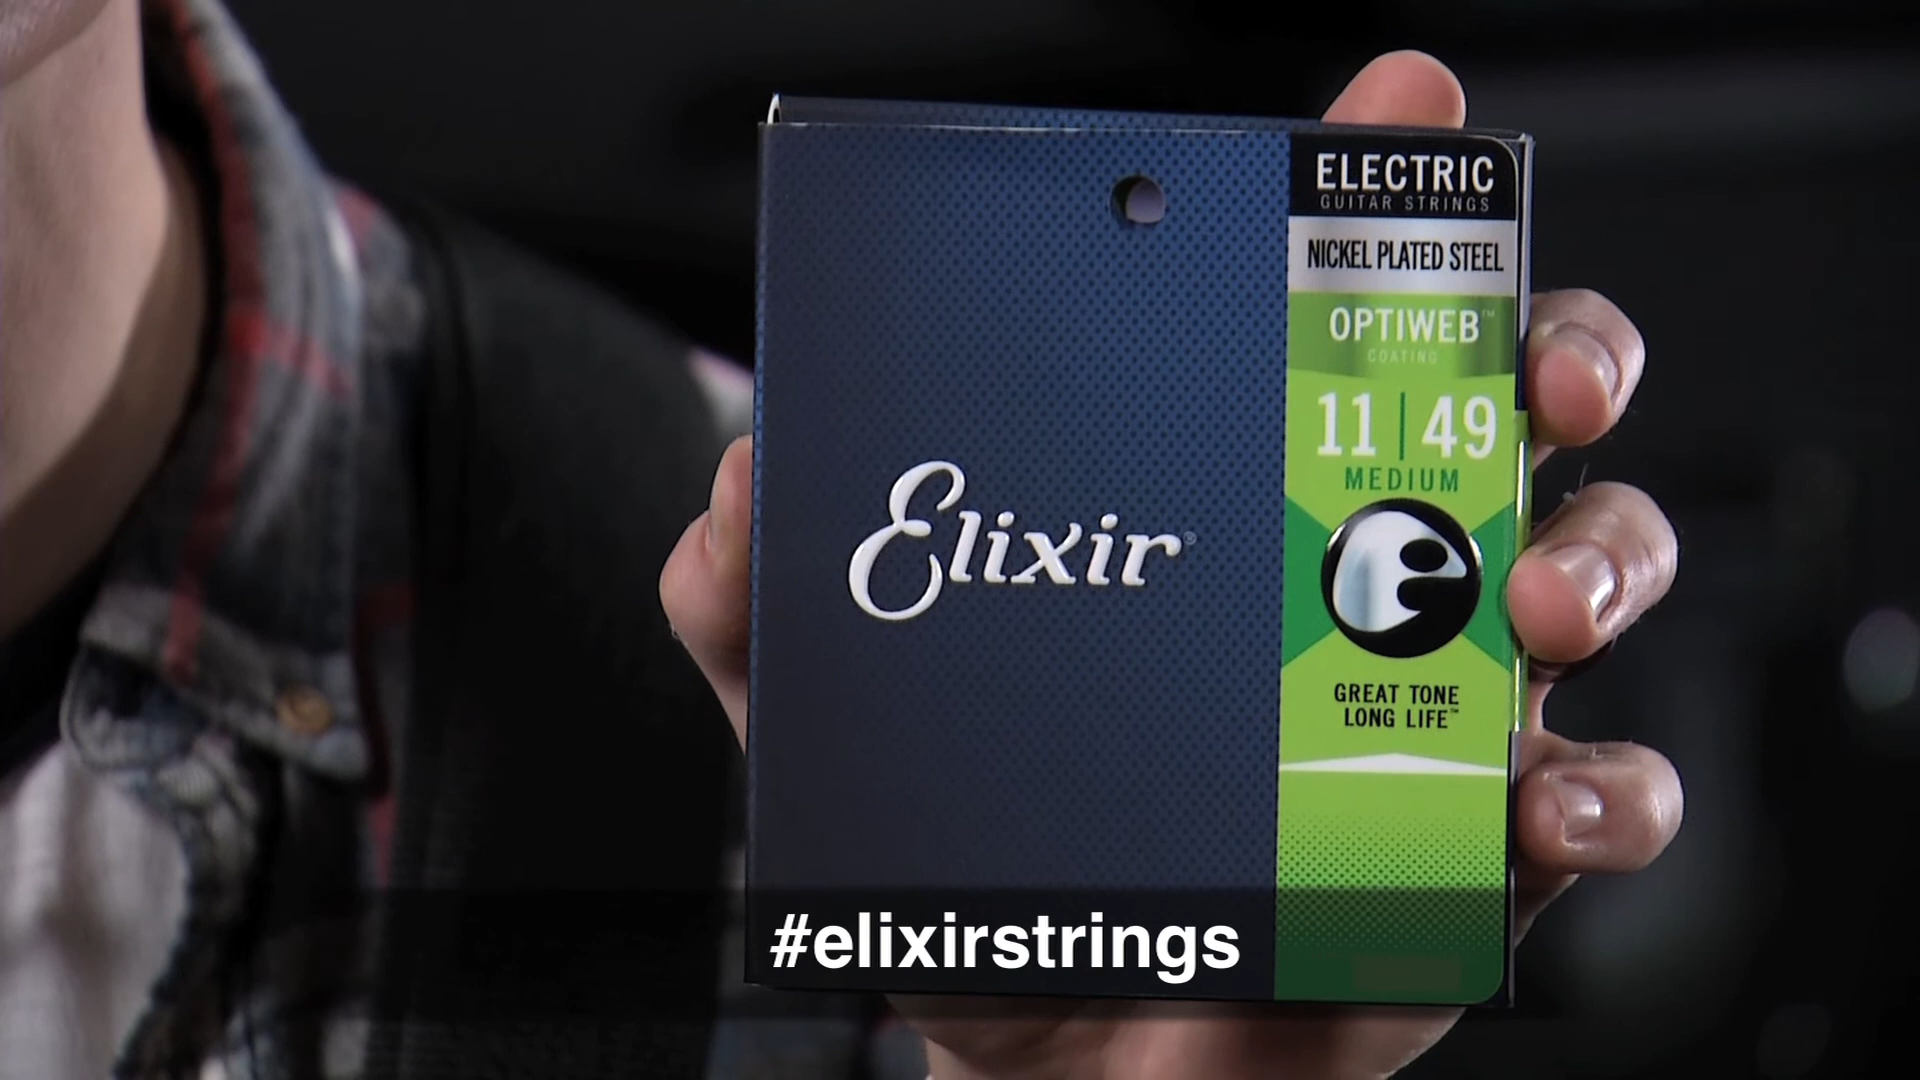 ELECTRIC
GUITAR STRINGS
NICKEL PLATED STEEL
OPTIWEB™
COATING
11 | 49
MEDIUM
Elixir®
GREAT TONE
LONG LIFE™
#elixirstrings